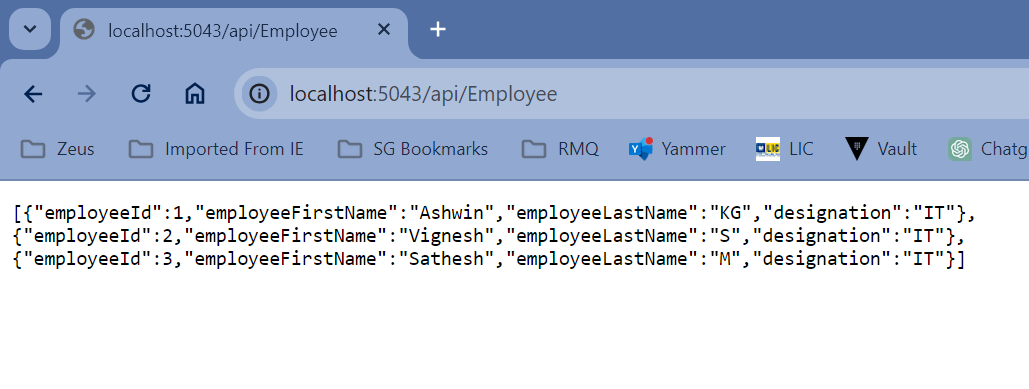 localhost:5043/api/Employee
localhost:5043/api/Employee
Zeus Imported From IE SG Bookmarks RMQ Yammer LIC Vault Chatg
[{"employeeId":1,"employeeFirstName":"Ashwin","employeeLastName":"KG","designation":"IT"},
{"employeeId":2,"employeeFirstName":"Vignesh","employeeLastName":"S","designation":"IT"},
{"employeeId":3,"employeeFirstName":"Sathesh","employeeLastName":"M","designation":"IT"}]